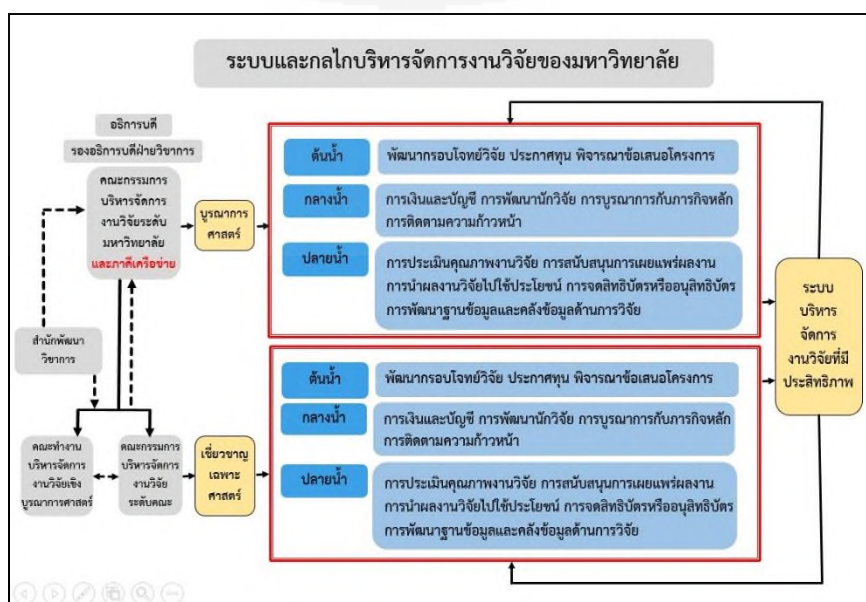 ระบบและกลไกบริหารจัดการงานวิจัยของมหาวิทยาลัย
อธิการบดี
รองอธิการบดีฝ่ายวิชาการ
คณะกรรมการ
บริหารจัดการ
งานวิจัยระดับ
มหาวิทยาลัย
และภาคีเครือข่าย
บูรณาการ
ศาสตร์
ต้นน้ำ
พัฒนากรอบโจทย์วิจัย ประกาศทุน พิจารณาข้อเสนอโครงการ
กลางน้ำ
การเงินและบัญชี การพัฒนานักวิจัย การบูรณาการกับภารกิจหลัก
การติดตามความก้าวหน้า
ปลายน้ำ
การประเมินคุณภาพงานวิจัย การสนับสนุนการเผยแพร่ผลงาน
การนำผลงานวิจัยไปใช้ประโยชน์ การจดสิทธิบัตรหรืออนุสิทธิบัตร
การพัฒนาฐานข้อมูลและคลังข้อมูลด้านการวิจัย
สำนักพัฒนา
วิชาการ
คณะทำงาน
บริหารจัดการ
งานวิจัยเชิง
บูรณาการศาสตร์
คณะกรรมการ
บริหารจัดการ
งานวิจัย
ระดับคณะ
เชี่ยวชาญ
เฉพาะ
ศาสตร์
ต้นน้ำ
พัฒนากรอบโจทย์วิจัย ประกาศทุน พิจารณาข้อเสนอโครงการ
กลางน้ำ
การเงินและบัญชี การพัฒนานักวิจัย การบูรณาการกับภารกิจหลัก
การติดตามความก้าวหน้า
ปลายน้ำ
การประเมินคุณภาพงานวิจัย การสนับสนุนการเผยแพร่ผลงาน
การนำผลงานวิจัยไปใช้ประโยชน์ การจดสิทธิบัตรหรืออนุสิทธิบัตร
การพัฒนาฐานข้อมูลและคลังข้อมูลด้านการวิจัย
ระบบ
บริหาร
จัดการ
งานวิจัยที่มี
ประสิทธิภาพ